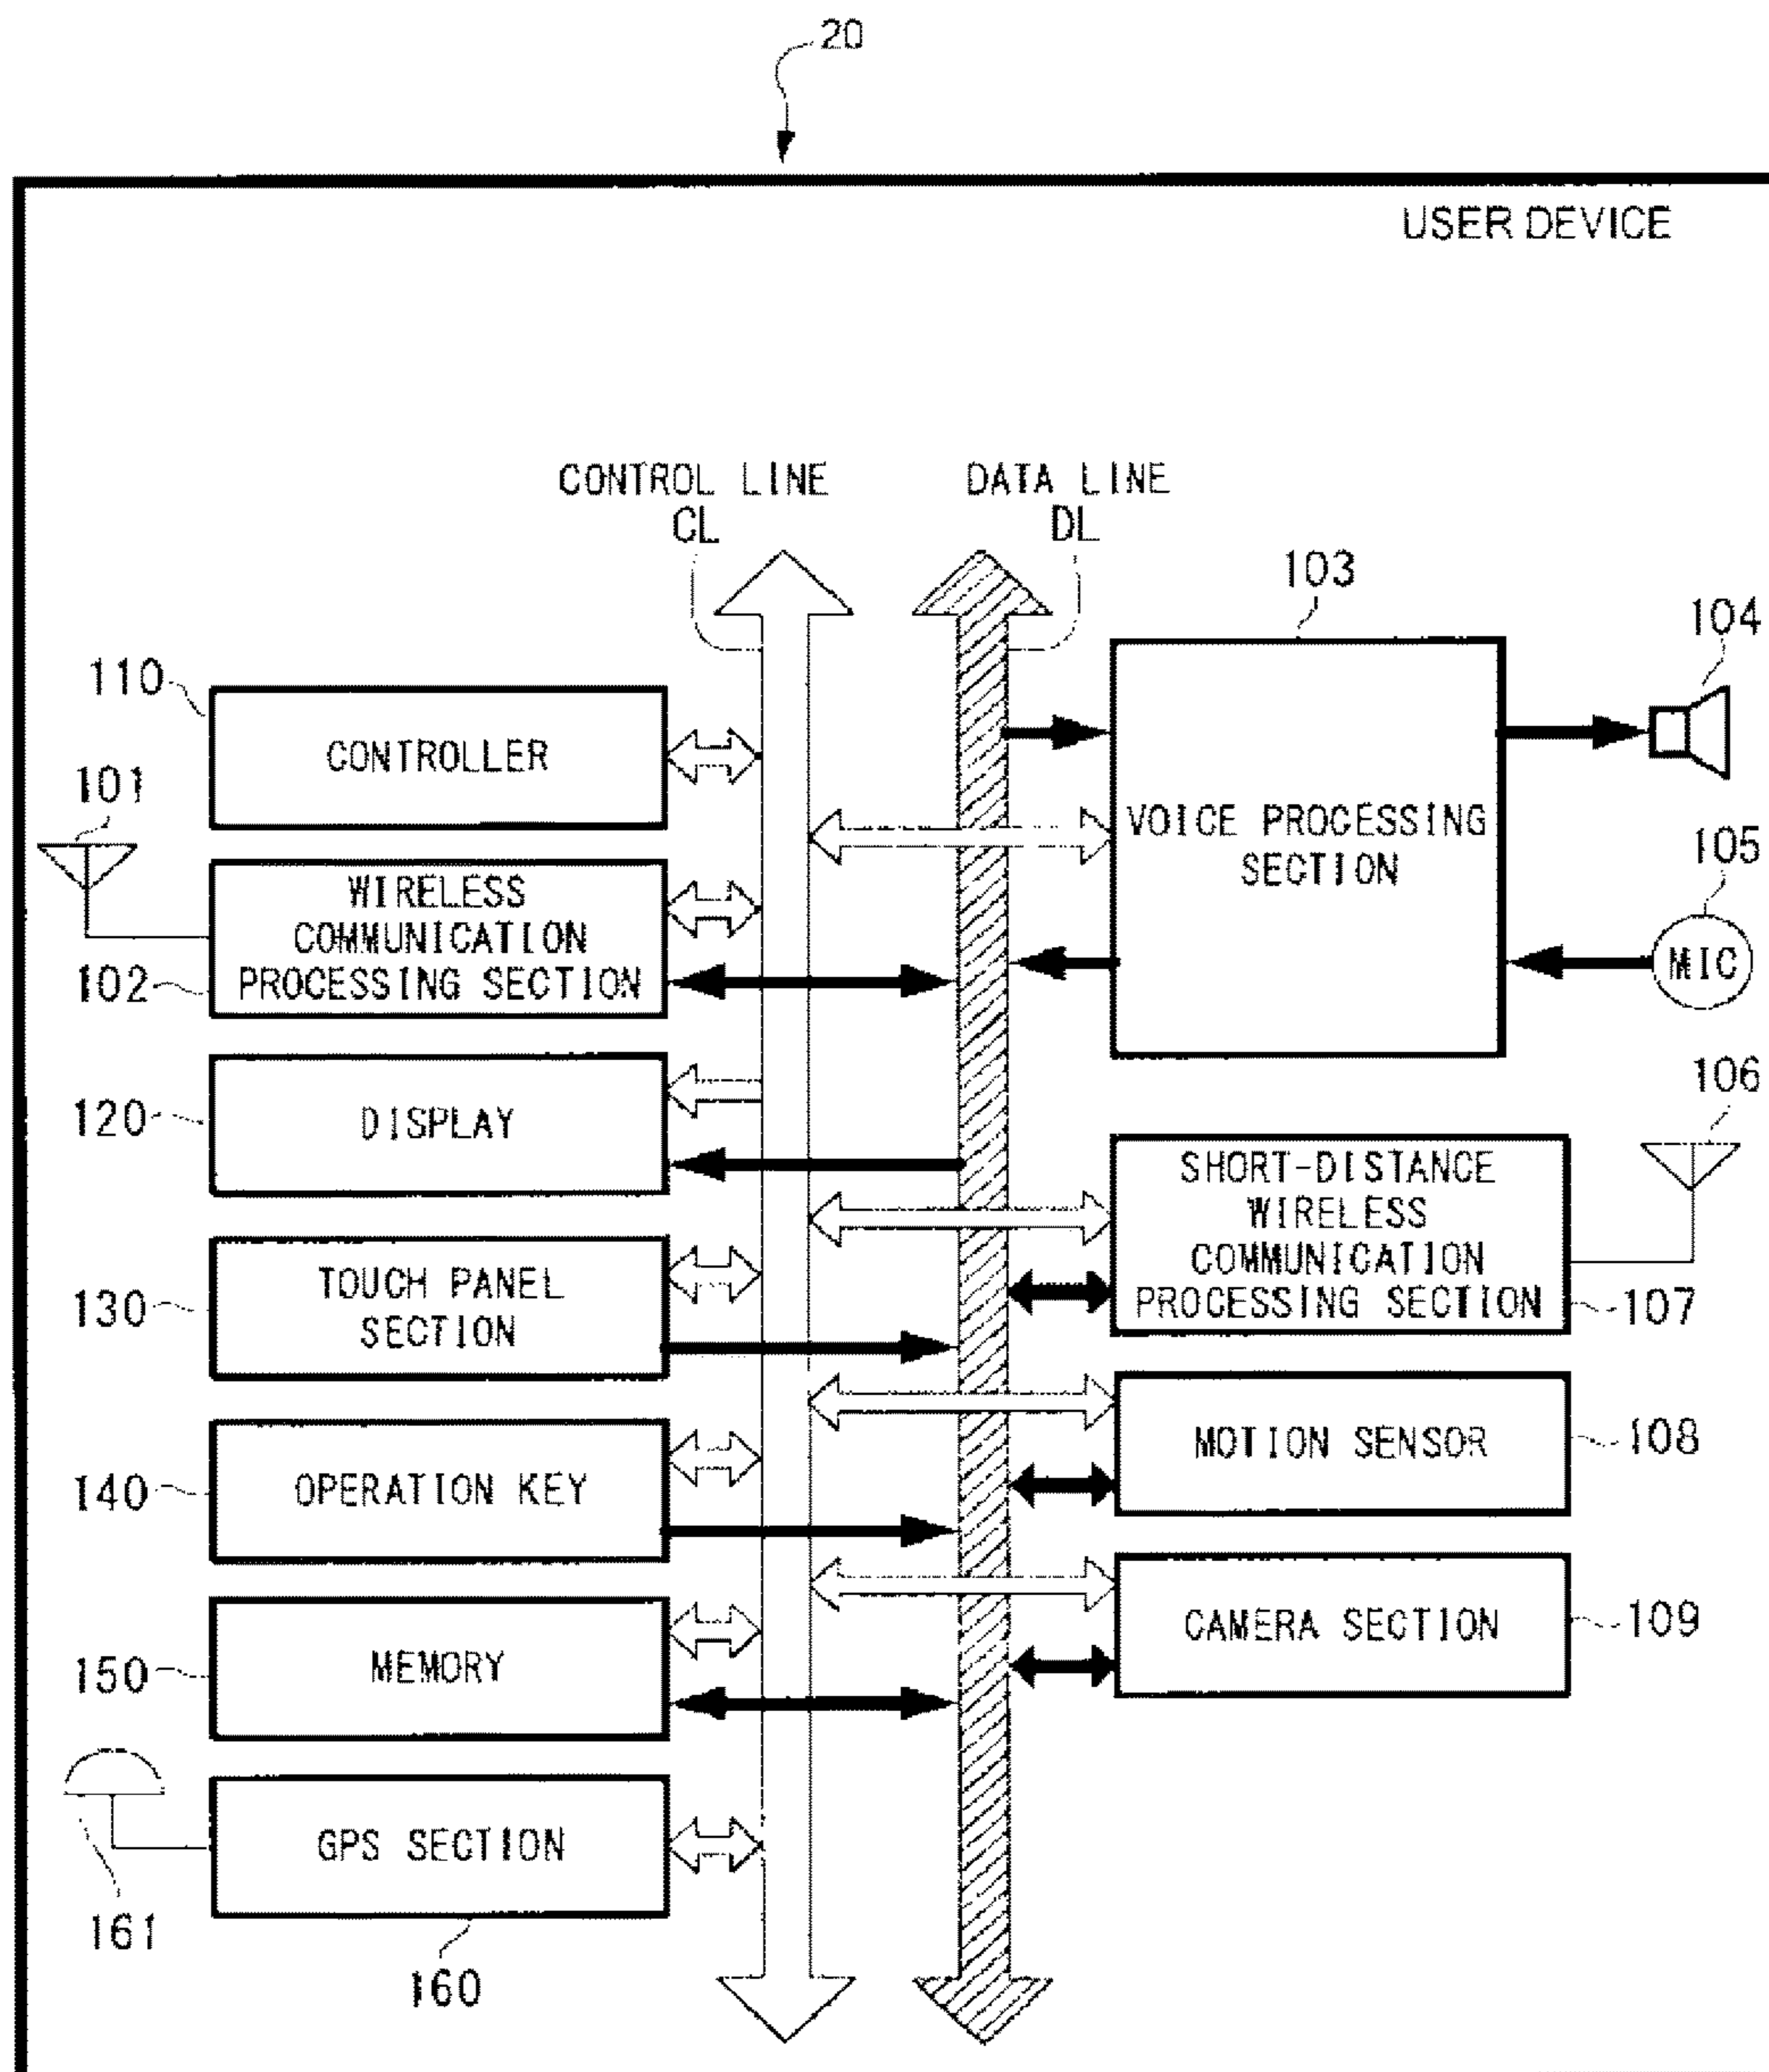 20
USER DEVICE
CONTROL LINE
CL
DATA LINE
DL
103
104
110
CONTROLLER
101
VOICE PROCESSING
SECTION
105
MIC
WIRELESS
COMMUNICATION
PROCESSING SECTION
102
106
120
DISPLAY
SHORT-DISTANCE
WIRELESS
COMMUNICATION
PROCESSING SECTION
107
130
TOUCH PANEL
SECTION
MOTION SENSOR
108
140
OPERATION KEY
CAMERA SECTION
109
150
MEMORY
GPS SECTION
161
160